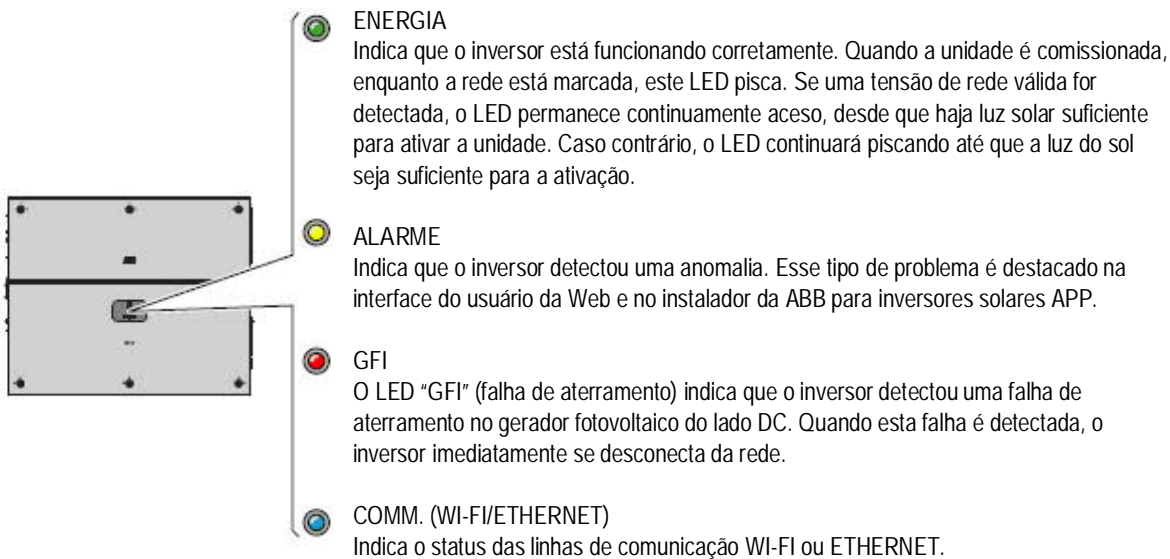 ENERGIA
Indica que o inversor está funcionando corretamente. Quando a unidade é comissionada,
enquanto a rede está marcada, este LED pisca. Se uma tensão de rede válida for
detectada, o LED permanece continuamente aceso, desde que haja luz solar suficiente
para ativar a unidade. Caso contrário, o LED continuará piscando até que a luz do sol
seja suficiente para a ativação.
ALARME
Indica que o inversor detectou uma anomalia. Esse tipo de problema é destacado na
interface do usuário da Web e no instalador da ABB para inversores solares APP.
GFI
O LED “GFI” (falha de aterramento) indica que o inversor detectou uma falha de
aterramento no gerador fotovoltaico do lado DC. Quando esta falha é detectada, o
inversor imediatamente se desconecta da rede.
COMM. (WI-FI/ETHERNET)
Indica o status das linhas de comunicação WI-FI ou ETHERNET.